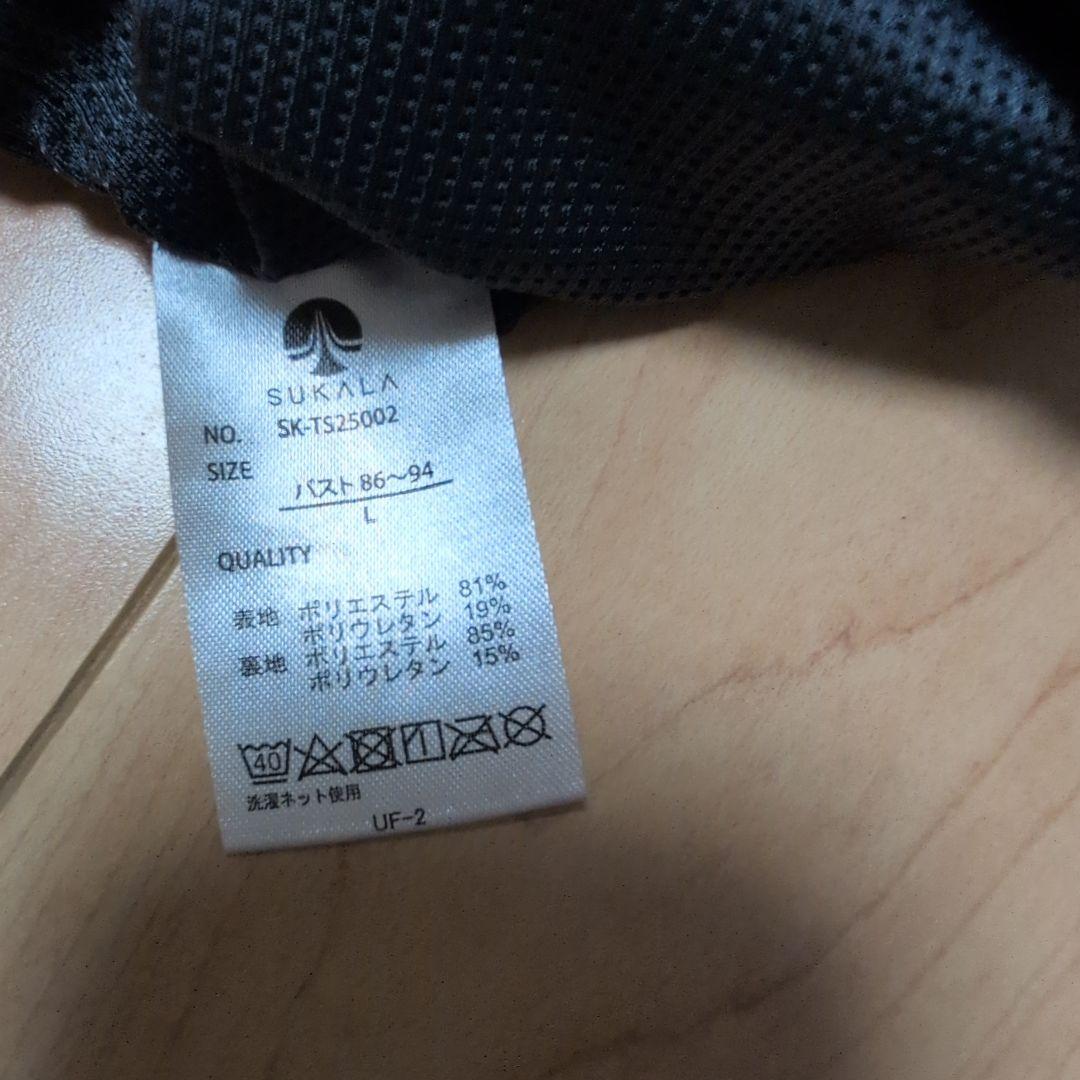 SUKALA
NO. SK-TS25002
SIZE バスト 86～94
L
QUALITY
表地 ポリエステル 81%
ポリウレタン 19%
裏地 ポリエステル 85%
ポリウレタン 15%
40
洗濯ネット使用
UF-2